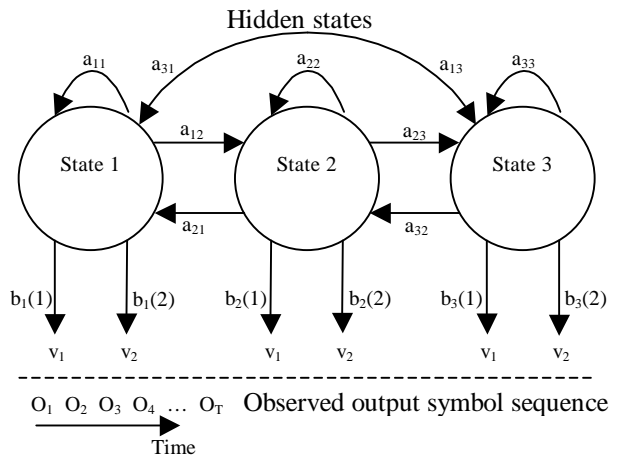 Hidden states
a11 a31 a22 a13 a33
a12 a23
State 1 State 2 State 3
a21 a32
b1(1) b1(2) b2(1) b2(2) b3(1) b3(2)
v1 v2 v1 v2 v1 v2
O1 O2 O3 O4 … OT Observed output symbol sequence
Time